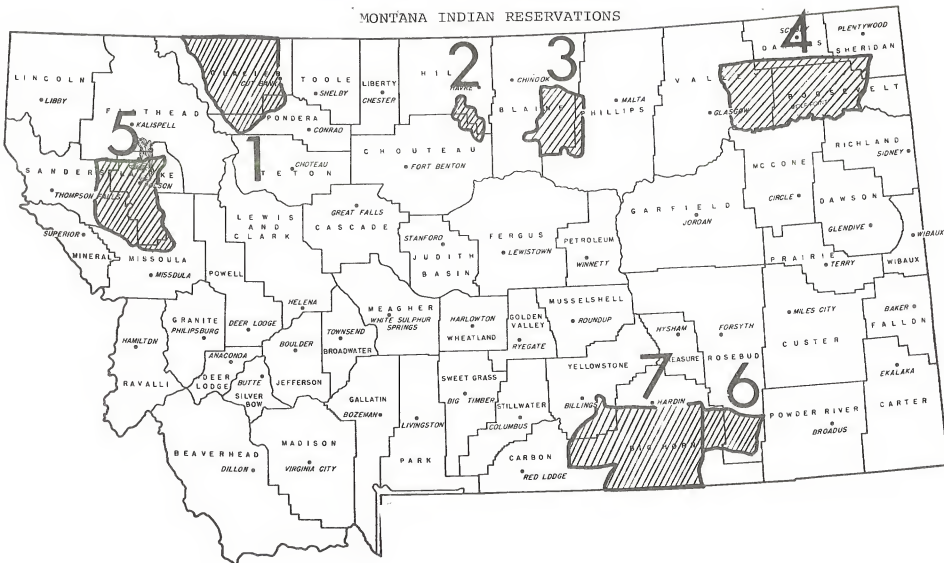 MONTANA INDIAN RESERVATIONS
LINCOLN
LIBBY
FLATHEAD
KALISPELL
GLACIER
CUT BANK
TOOLE
SHELBY
PONDERA
CONRAD
LIBERTY
CHESTER
HILL
HAVRE
2
CHINOOK
BLAINE
3
PHILLIPS
MALTA
VALLEY
GLASGOW
4
DANIELS
PLENTYWOOD
SHERIDAN
ROOSEVELT
5
1
SANDERS
THOMPSON FALLS
LAKE
POLSON
CHOTEAU
TETON
CHOUTEAU
FORT BENTON
RICHLAND
SIDNEY
MCCONE
CIRCLE
DAWSON
GLENDIVE
GARFIELD
JORDAN
LEWIS
AND
CLARK
GREAT FALLS
CASCADE
STANFORD
JUDITH
BASIN
FERGUS
LEWISTOWN
PETROLEUM
WINNETT
SUPERIOR
MINERAL
MISSOULA
MISSOULA
POWELL
WIBAUX
WIBAUX
PRAIRIE
TERRY
HELENA
GRANITE
PHILIPSBURG
DEER LODGE
MEAGHER
WHITE SULPHUR
SPRINGS
TOWNSEND
BROADWATER
HARLOWTON
WHEATLAND
GOLDEN
VALLEY
RYEGATE
MUSSELSHELL
ROUNDUP
MILES CITY
CUSTER
BAKER
FALLON
HAMILTON
RAVALLI
ANACONDA
DEER
LODGE
BUTTE
SILVER
BOW
BOULDER
JEFFERSON
HYSHAM
TREASURE
FORSYTH
ROSEBUD
EKALAKA
CARTER
GALLATIN
BOZEMAN
LIVINGSTON
PARK
SWEET GRASS
BIG TIMBER
STILLWATER
COLUMBUS
YELLOWSTONE
BILLINGS
7
HARDIN
BIG HORN
6
POWDER RIVER
BROADUS
BEAVERHEAD
DILLON
MADISON
VIRGINIA CITY
CARBON
RED LODGE